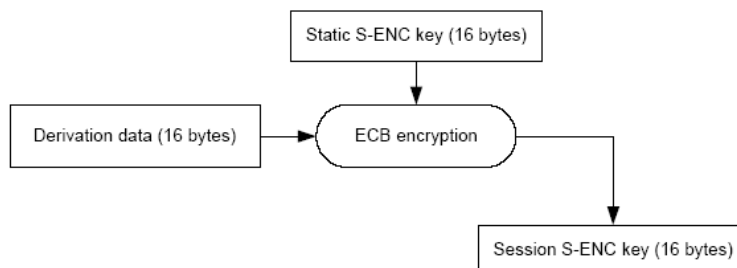 Static S-ENC key (16 bytes)
Derivation data (16 bytes)
ECB encryption
Session S-ENC key (16 bytes)